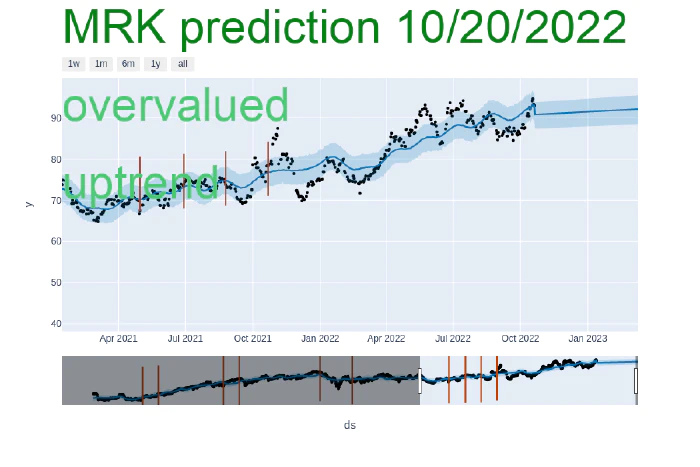 MRK prediction 10/20/2022
1w 1m 6m 1y all
overvalued
90
80
uptrend
70
y
60
50
40
Apr 2021 Jul 2021 Oct 2021 Jan 2022 Apr 2022 Jul 2022 Oct 2022 Jan 2023
ds